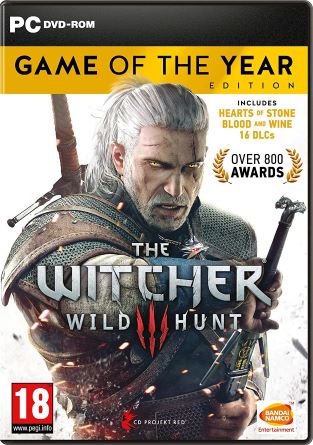 PC DVD-ROM
GAME OF THE YEAR
EDITION
INCLUDES
HEARTS OF STONE
BLOOD AND WINE
16 DLCs
OVER 800
AWARDS
THE
WITCHER
WILD III HUNT
18
www.pegi.info
CD PROJEKT RED
BANDAI
NAMCO
Entertainment